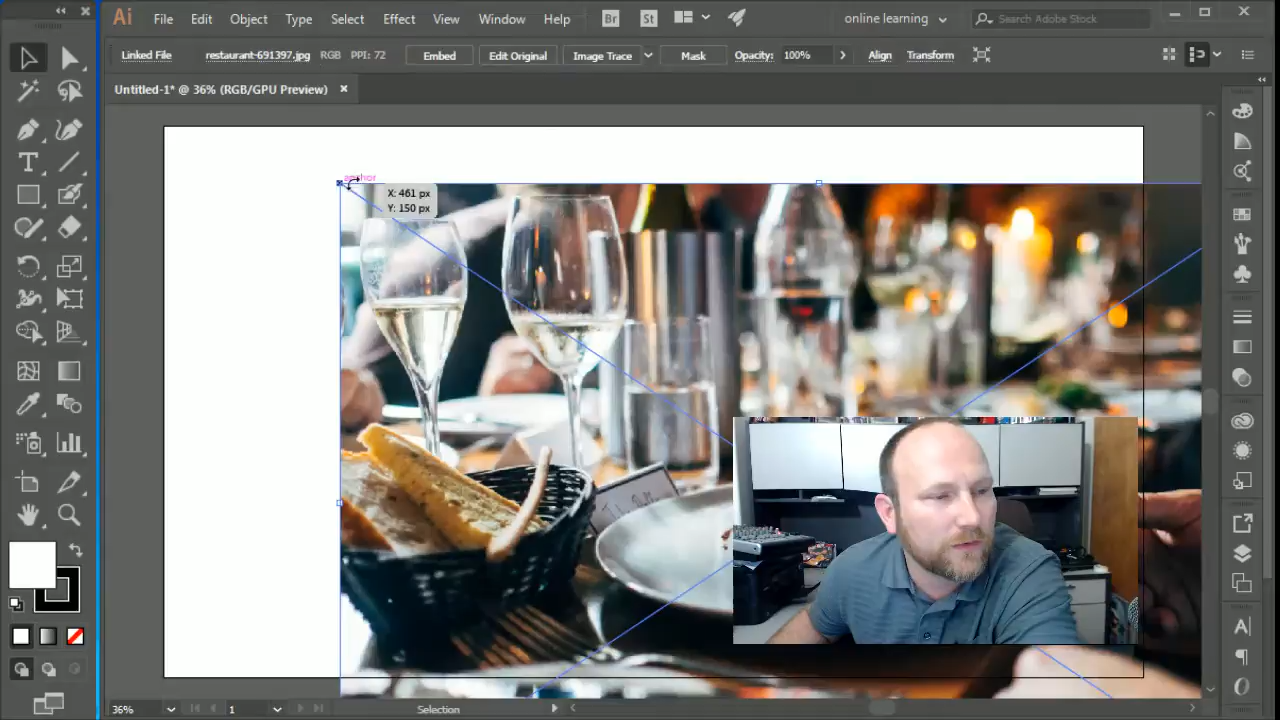 Ai File Edit Object Type Select Effect View Window Help Br St online learning Search Adobe Stock
Linked File restaurant-691397.jpg RGB PPI: 72 Embed Edit Original Image Trace Mask Opacity: 100% Align Transform
Untitled-1* @ 36% (RGB/GPU Preview)
anchor
X: 461 px
Y: 150 px
36% 1 Selection